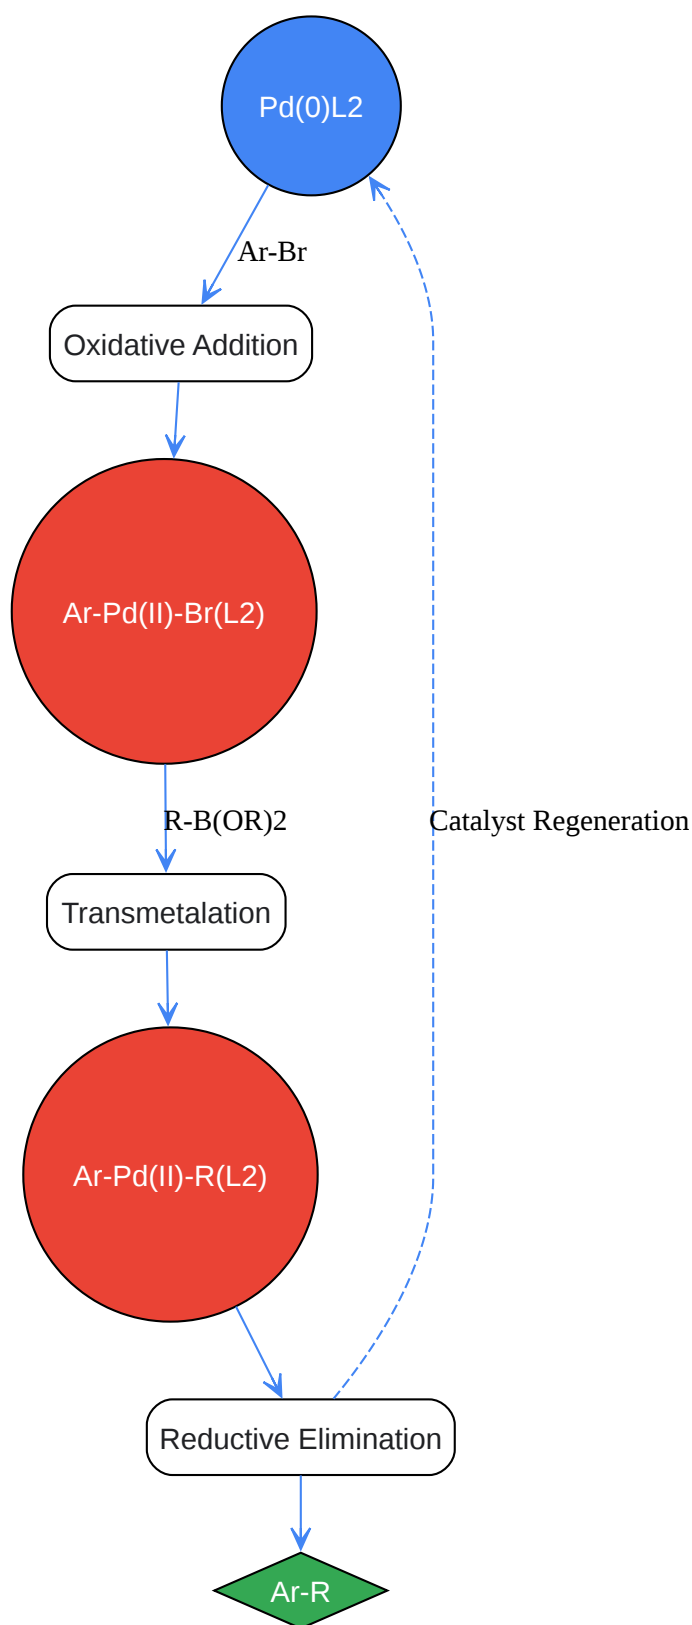 Pd(0)L2
Ar-Br
Oxidative Addition
Ar-Pd(II)-Br(L2)
R-B(OR)2
Catalyst Regeneration
Transmetalation
Ar-Pd(II)-R(L2)
Reductive Elimination
Ar-R